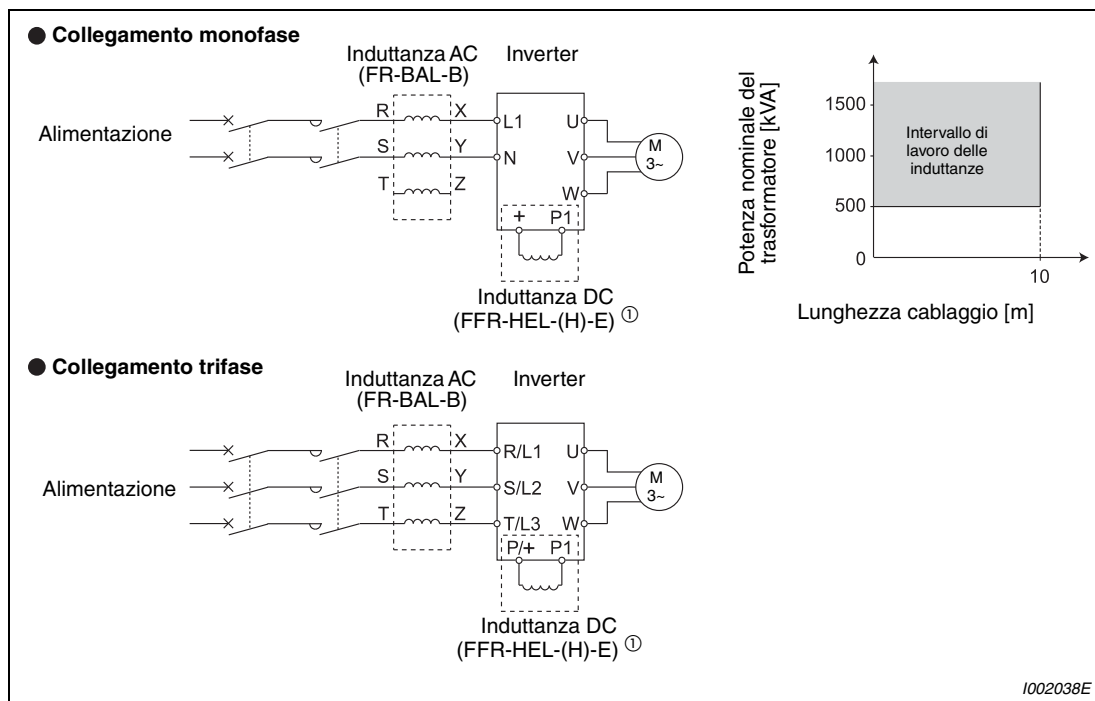 ● Collegamento monofase
Induttanza AC
(FR-BAL-B)
Inverter
Alimentazione
R X
S Y
T Z
L1 U
N V
W
+ P1
M
3~
Induttanza DC
(FFR-HEL-(H)-E) ①
Potenza nominale del
trasformatore [kVA]
1500
1000
500
0
Intervallo di
lavoro delle
induttanze
10
Lunghezza cablaggio [m]
● Collegamento trifase
Induttanza AC
(FR-BAL-B)
Inverter
Alimentazione
R X
S Y
T Z
R/L1 U
S/L2 V
T/L3 W
P/+ P1
M
3~
Induttanza DC
(FFR-HEL-(H)-E) ①
I002038E